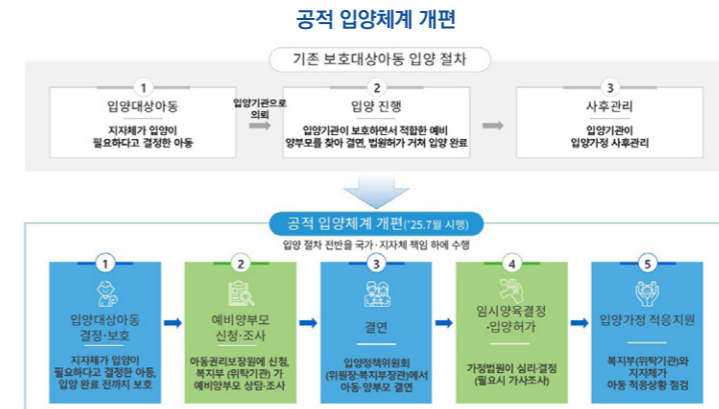 공적 입양체계 개편
기존 보호대상아동 입양 절차
1
입양대상아동
지자체가 입양이
필요하다고 결정한 아동
입양기관으로
의뢰
2
입양 진행
입양기관이 보호하면서 적합한 예비
양부모를 찾아 결연, 법원허가 거쳐 입양 완료
3
사후관리
입양기관이
입양가정 사후관리
공적 입양체계 개편('25.7월 시행)
입양 절차 전반을 국가·지자체 책임 하에 수행
1
입양대상아동
결정·보호
지자체가 입양이
필요하다고 결정한 아동,
입양 완료 전까지 보호
2
예비양부모
신청·조사
아동권리보장원에 신청,
복지부 (위탁기관) 가
예비양부모 상담·조사
3
결연
입양정책위원회
(위원장:복지부장관)에서
아동·양부모 결연
4
임시양육결정
·입양허가
가정법원이 심리·결정
(필요시 가사조사)
5
입양가정 적응지원
복지부(위탁기관)와
지자체가
아동 적응상황 점검